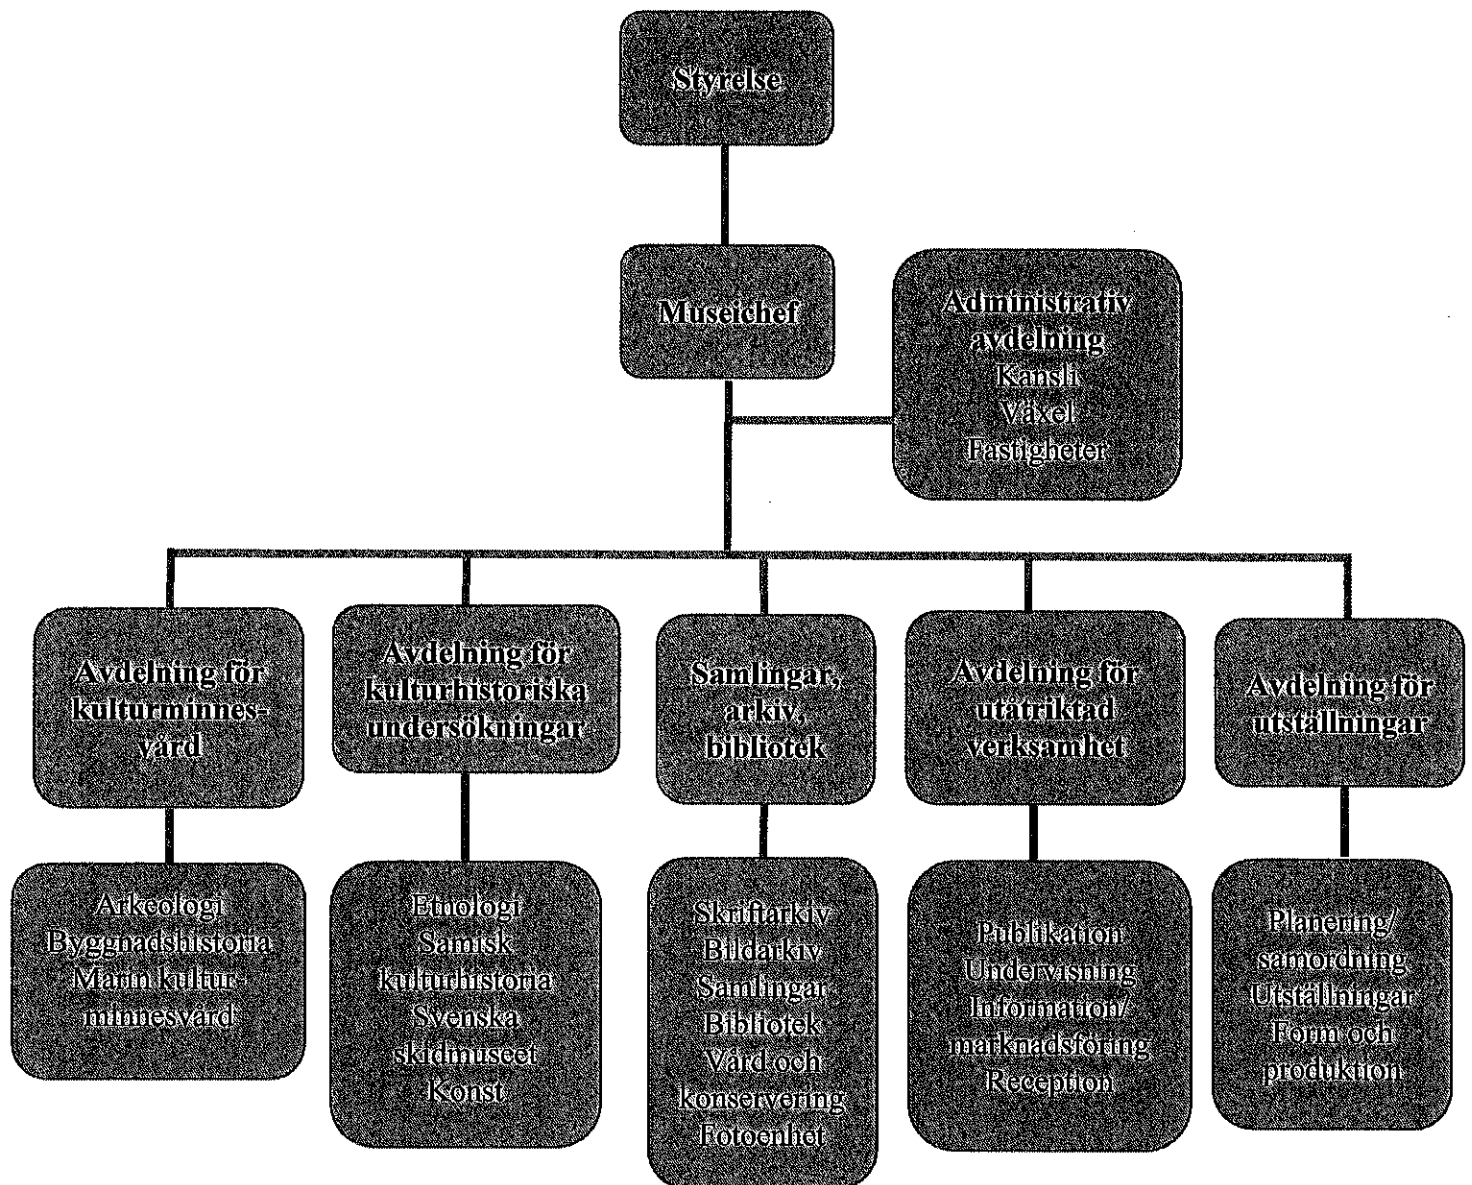 Styrelse
Museichef
Administrativ
avdelning
Kansli
Växel
Fastigheter
Avdelning för
kulturminnes-
vård
Avdelning för
kulturhistoriska
undersökningar
Samlingar,
arkiv,
bibliotek
Avdelning för
utåtriktad
verksamhet
Avdelning för
utställningar
Arkeologi
Byggnadshistoria
Marin kultur-
minnesvård
Etnologi
Samisk
kulturhistoria
Svenska
skidmuseet
Konst
Skriftarkiv
Bildarkiv
Samlingar
Bibliotek
Vård och
konservering
Fotoenhet
Publikation
Undervisning
Information/
marknadsföring
Reception
Planering/
samordning
Utställningar
Form och
produktion